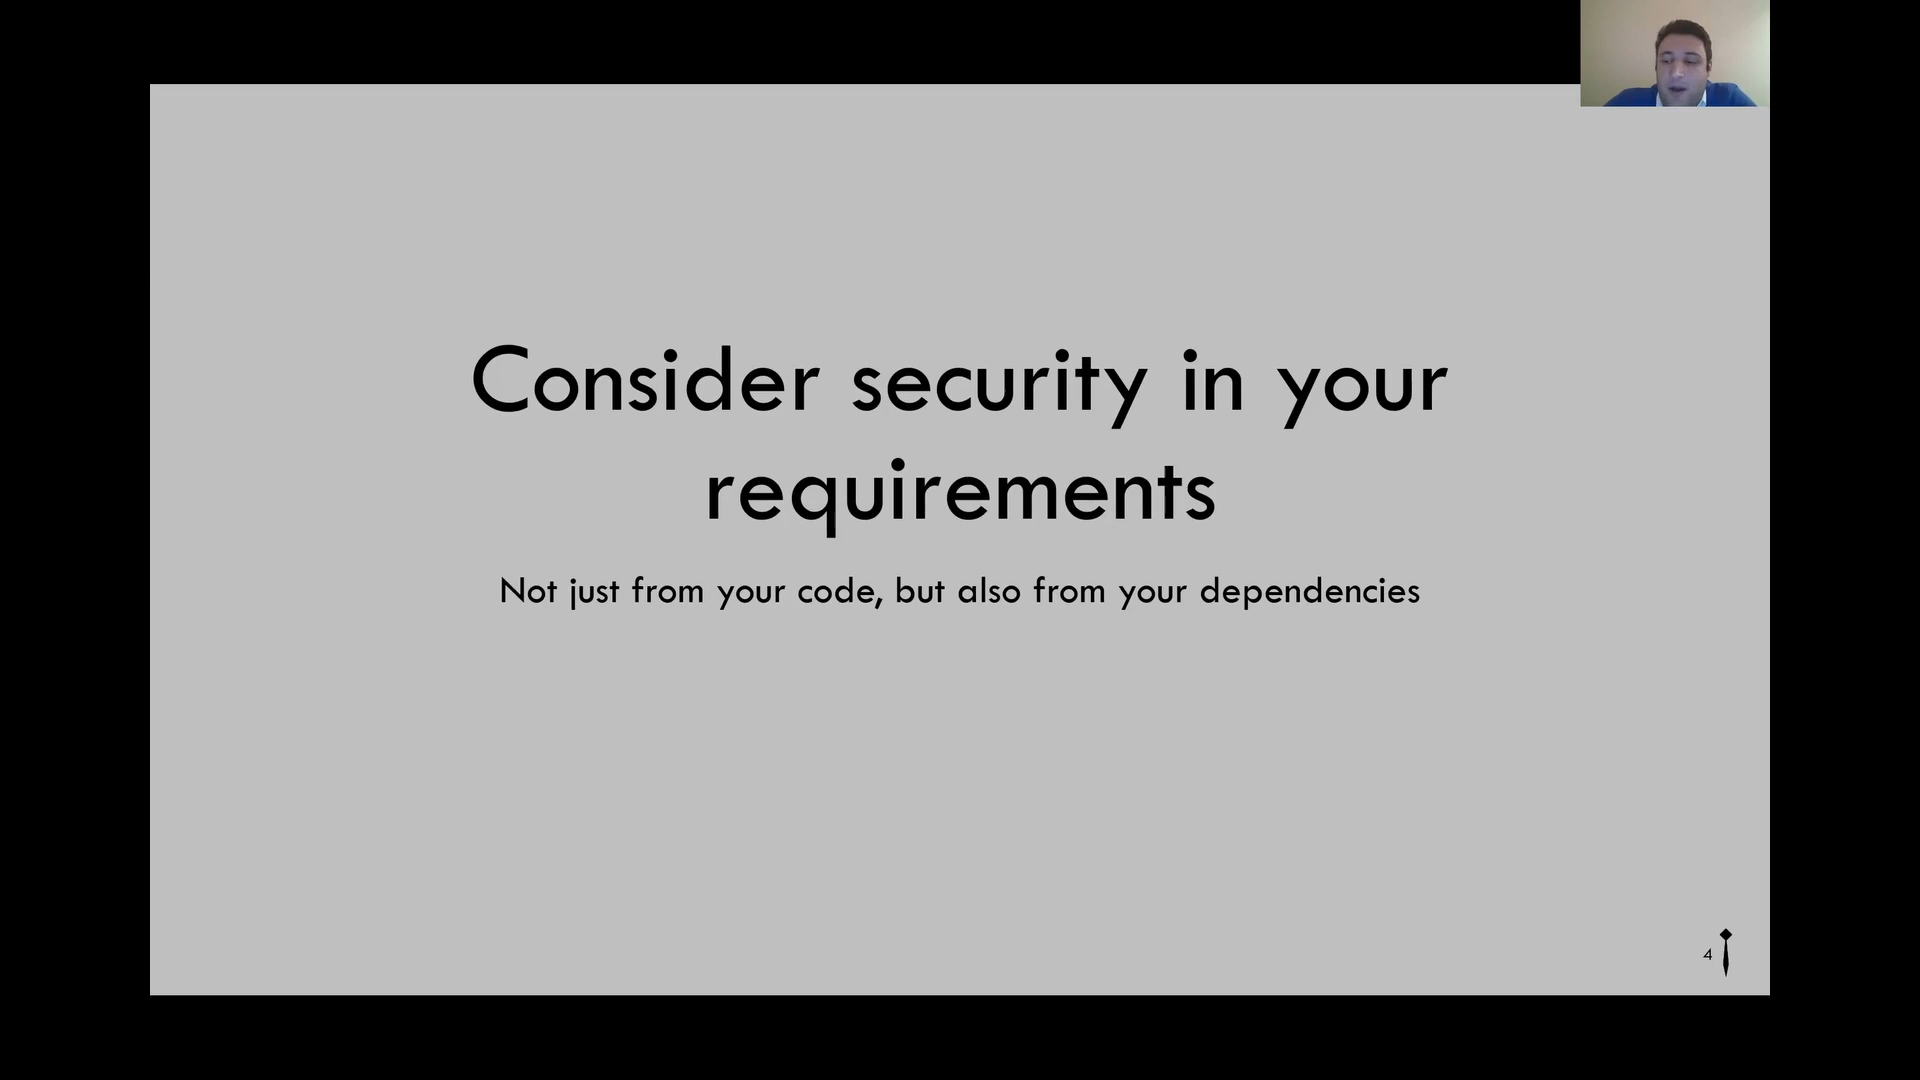 Consider security in your
requirements
Not just from your code, but also from your dependencies
4